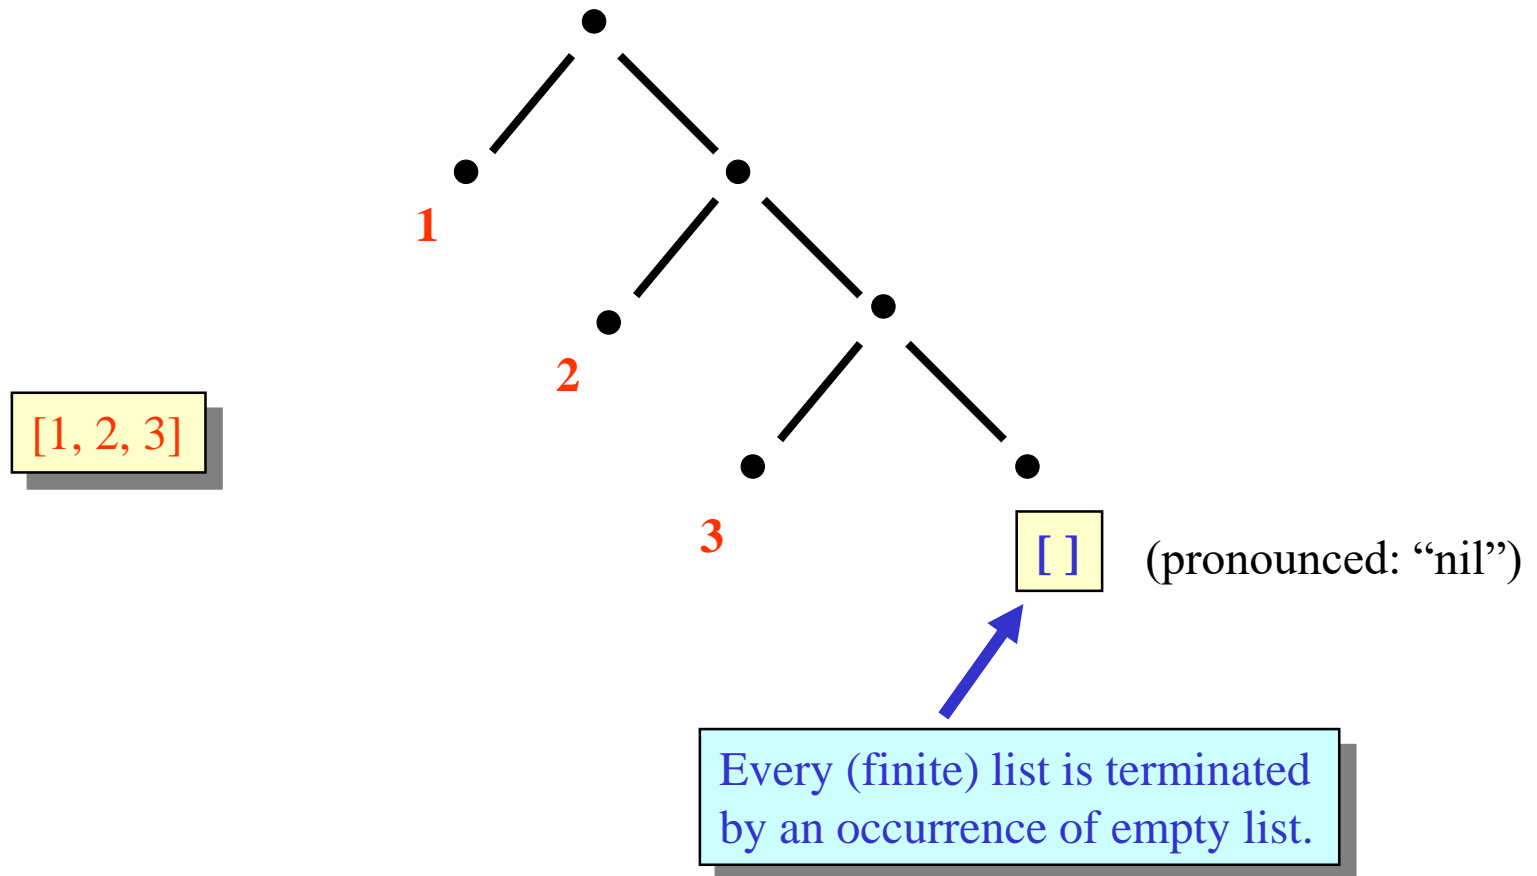 1
2
[1, 2, 3]
3
[ ]
(pronounced: “nil”)
Every (finite) list is terminated
by an occurrence of empty list.